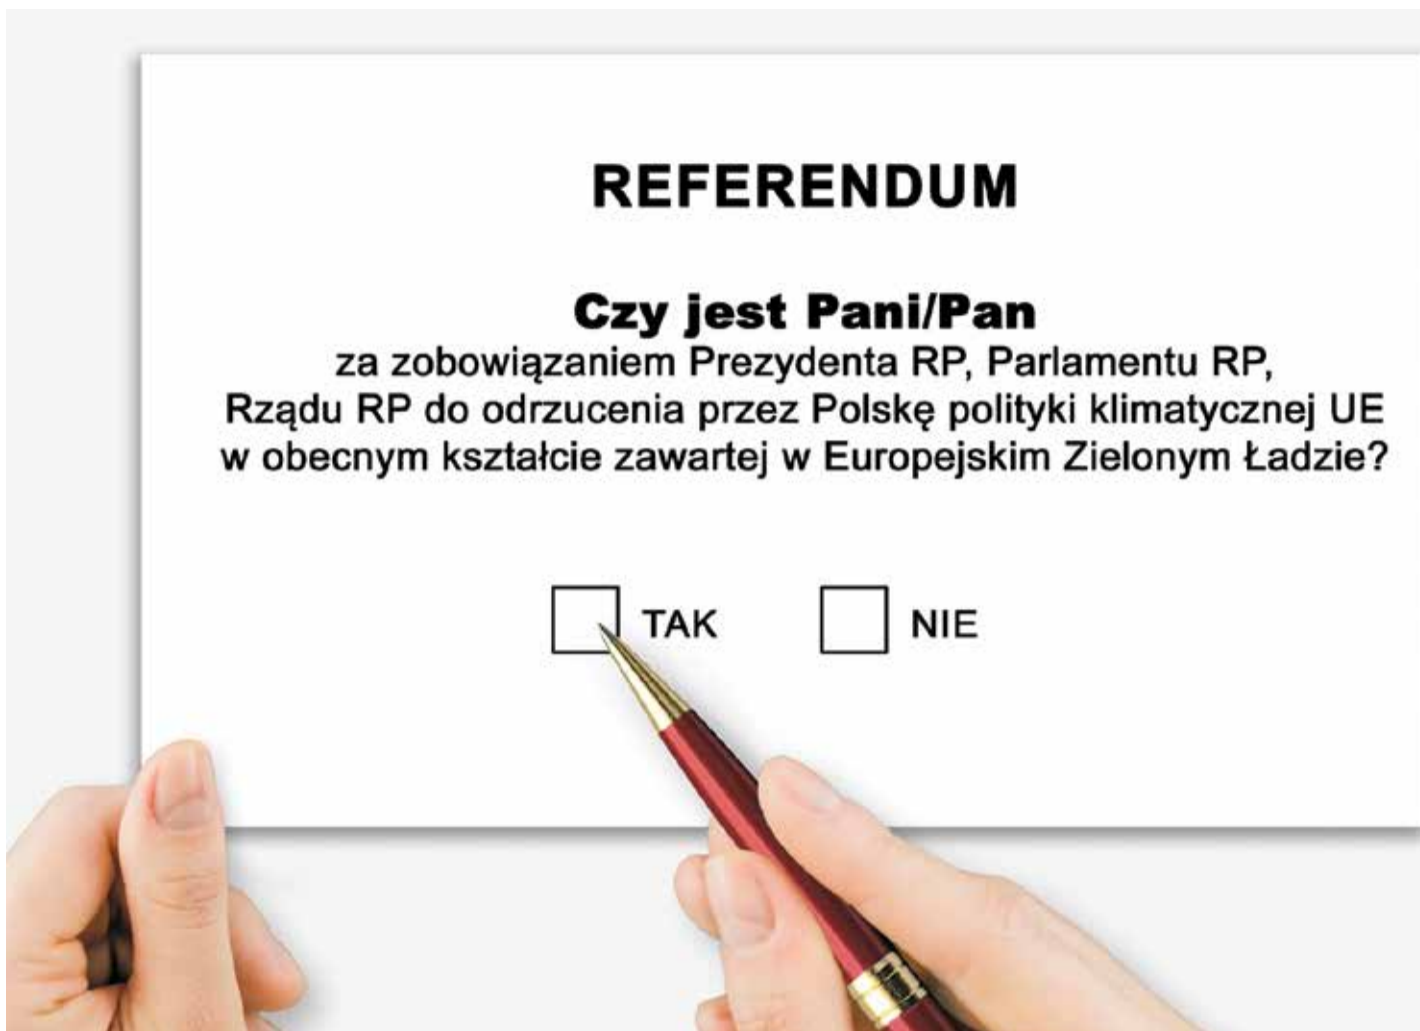 REFERENDUM
Czy jest Pani/Pan
za zobowiązaniem Prezydenta RP, Parlamentu RP,
Rządu RP do odrzucenia przez Polskę polityki klimatycznej UE
w obecnym kształcie zawartej w Europejskim Zielonym Ładzie?
TAK NIE